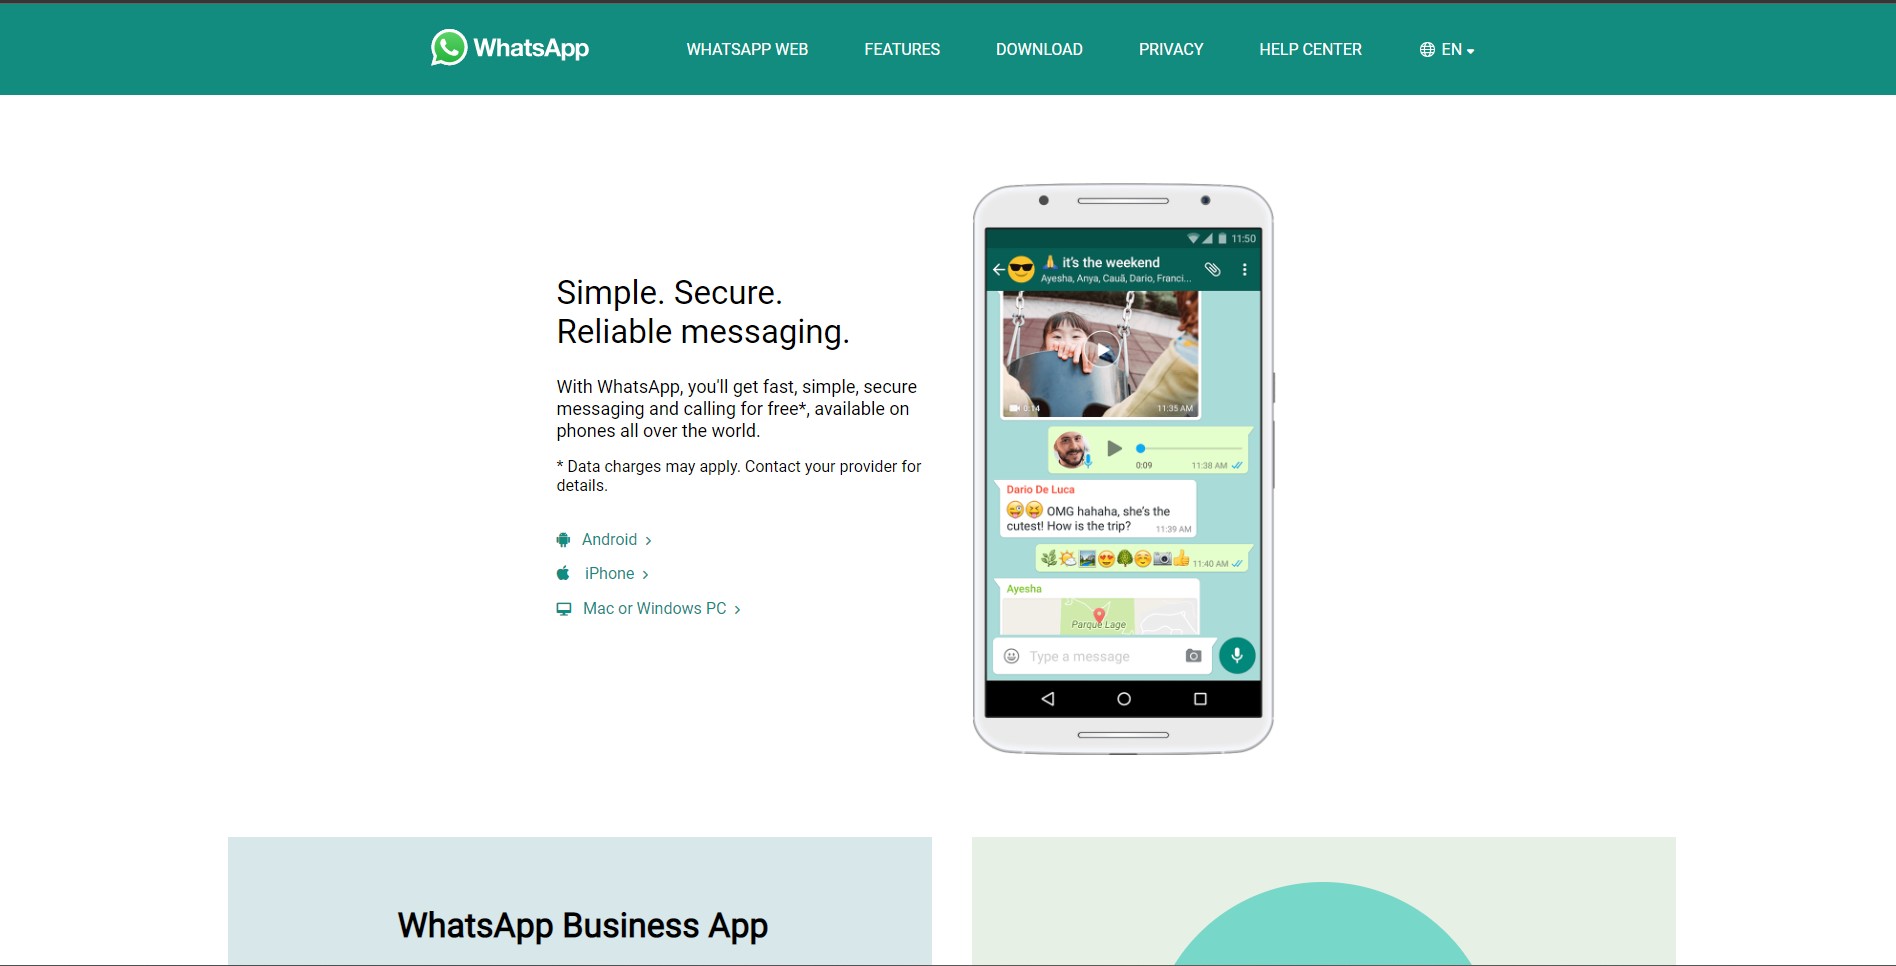 WhatsApp
WHATSAPP WEB
FEATURES
DOWNLOAD
PRIVACY
HELP CENTER
EN
Simple. Secure.
Reliable messaging.
With WhatsApp, you'll get fast, simple, secure
messaging and calling for free*, available on
phones all over the world.
* Data charges may apply. Contact your provider for
details.
Android
iPhone
Mac or Windows PC
11:50
🙏 it's the weekend
Ayesha, Anya, Cauã, Dario, Franci...
0:14
11:35 AM
0:09
11:38 AM
Dario De Luca
😜😝 OMG hahaha, she's the
cutest! How is the trip?
11:39 AM
🌿🌤🏞😍🌳☺📷👍 11:40 AM
Ayesha
Parque Lage
Type a message
WhatsApp Business App